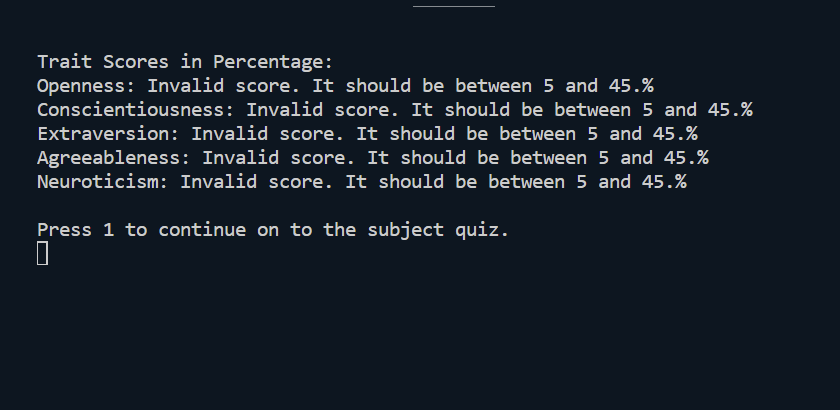 Trait Scores in Percentage:
Openness: Invalid score. It should be between 5 and 45.%
Conscientiousness: Invalid score. It should be between 5 and 45.%
Extraversion: Invalid score. It should be between 5 and 45.%
Agreeableness: Invalid score. It should be between 5 and 45.%
Neuroticism: Invalid score. It should be between 5 and 45.%
Press 1 to continue on to the subject quiz.